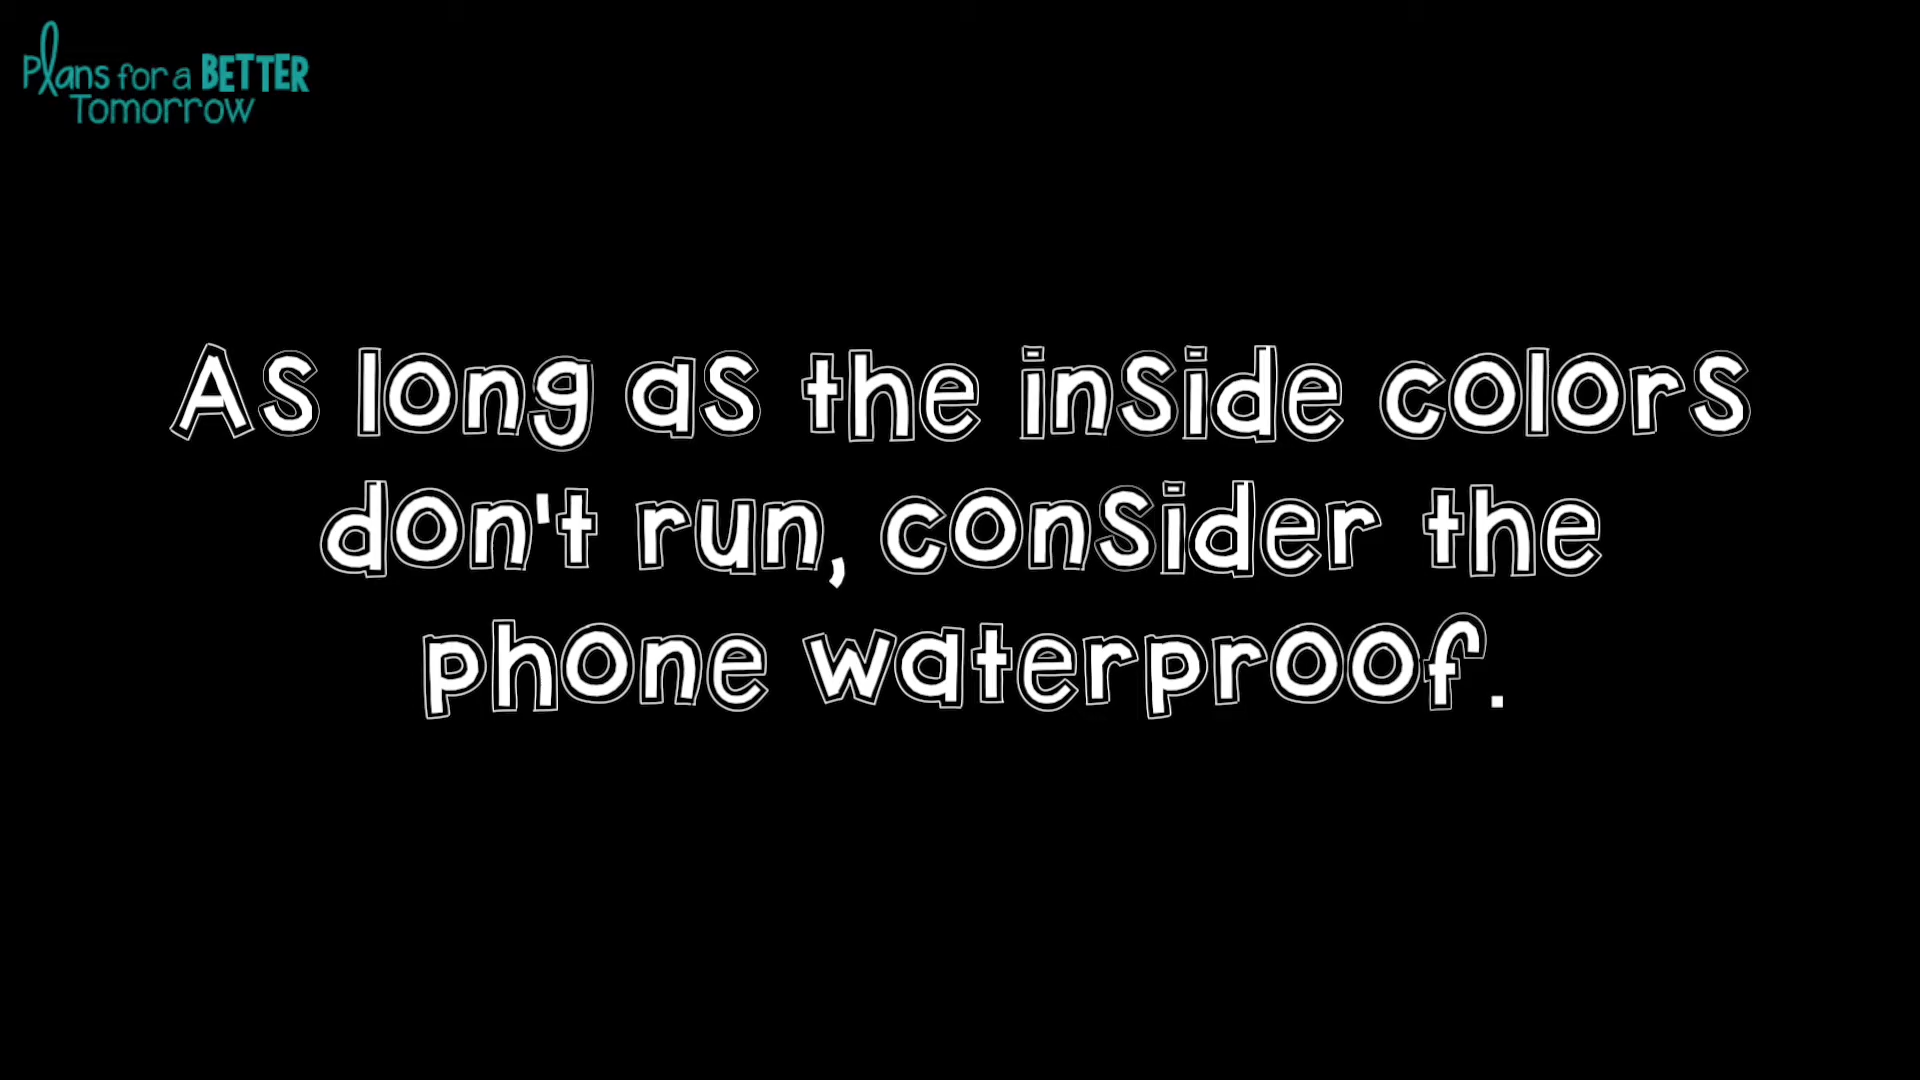 Plans for a BETTER
Tomorrow
As long as the inside colors
don't run, consider the
phone waterproof.